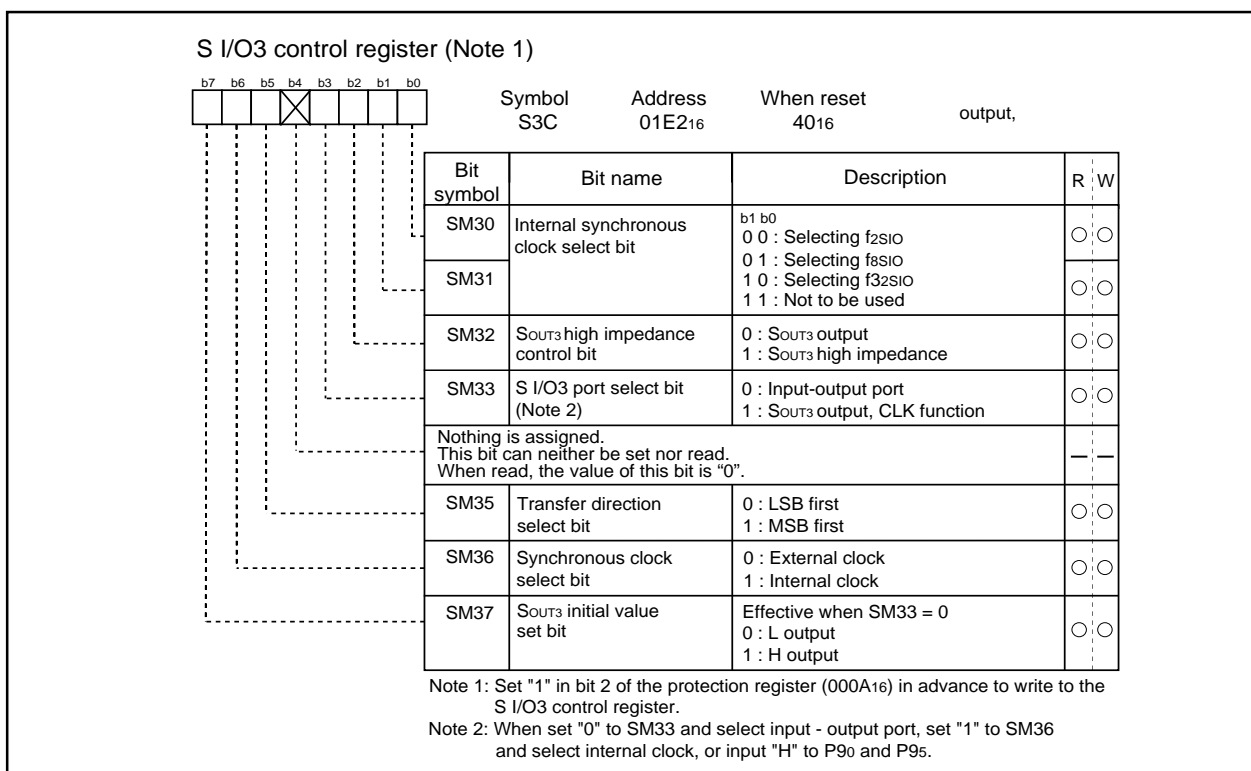 S I/O3 control register (Note 1)
b7 b6 b5 b4 b3 b2 b1 b0
Symbol Address When reset
S3C 01E216 4016 output,
Bit symbol Bit name Description R W
SM30 Internal synchronous clock select bit
b1 b0
0 0 : Selecting f2SIO
0 1 : Selecting f8SIO
SM31
1 0 : Selecting f32SIO
1 1 : Not to be used
SM32 SOUT3 high impedance control bit
0 : SOUT3 output
1 : SOUT3 high impedance
SM33 S I/O3 port select bit (Note 2)
0 : Input-output port
1 : SOUT3 output, CLK function
Nothing is assigned.
This bit can neither be set nor read.
When read, the value of this bit is “0”.
SM35 Transfer direction select bit
0 : LSB first
1 : MSB first
SM36 Synchronous clock select bit
0 : External clock
1 : Internal clock
SM37 SOUT3 initial value set bit
Effective when SM33 = 0
0 : L output
1 : H output
Note 1: Set "1" in bit 2 of the protection register (000A16) in advance to write to the
S I/O3 control register.
Note 2: When set "0" to SM33 and select input - output port, set "1" to SM36
and select internal clock, or input "H" to P90 and P95.